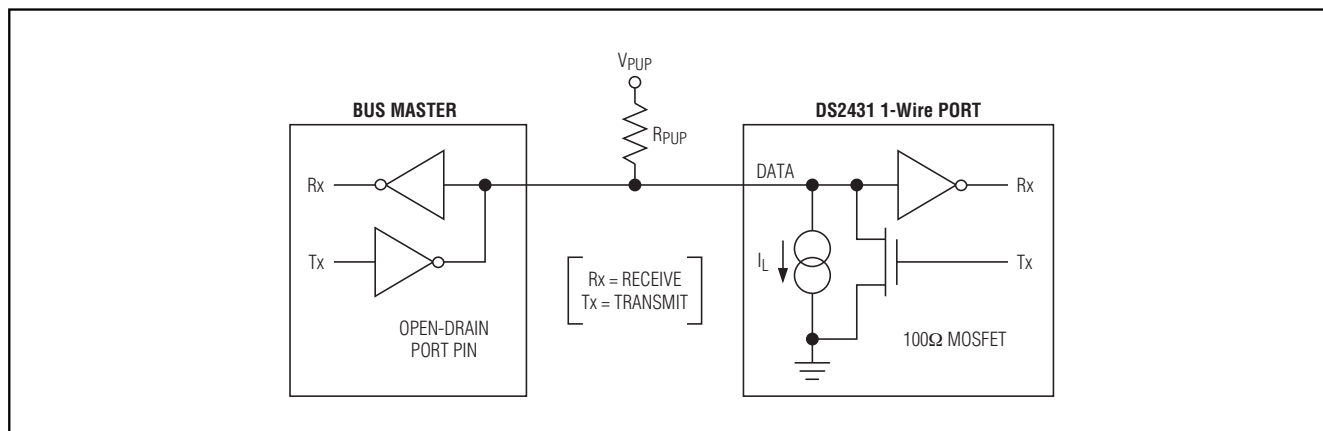 V_PUP
BUS MASTER
DS2431 1-Wire PORT
R_PUP
Rx
DATA
Rx
Tx
I_L
Tx
Rx = RECEIVE
Tx = TRANSMIT
OPEN-DRAIN
PORT PIN
100Ω MOSFET